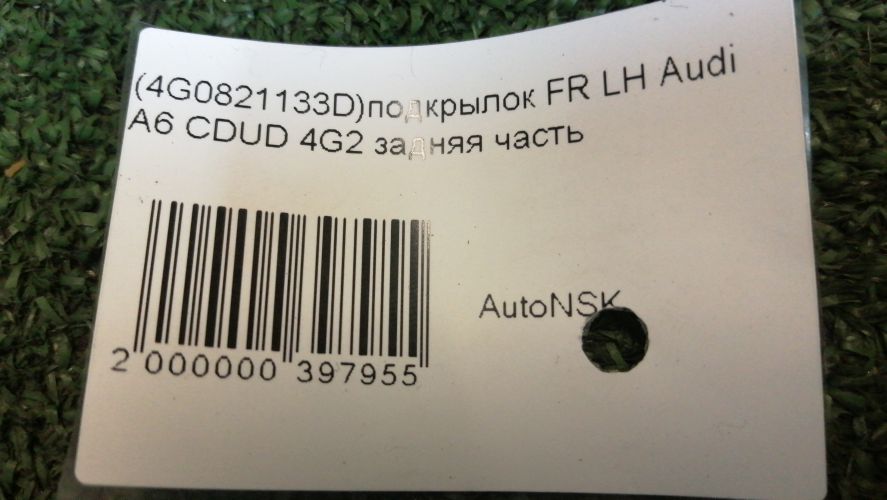 (4G0821133D)подкрылок FR LH Audi
A6 CDUD 4G2 задняя часть
AutoNSK
2 000000 397955